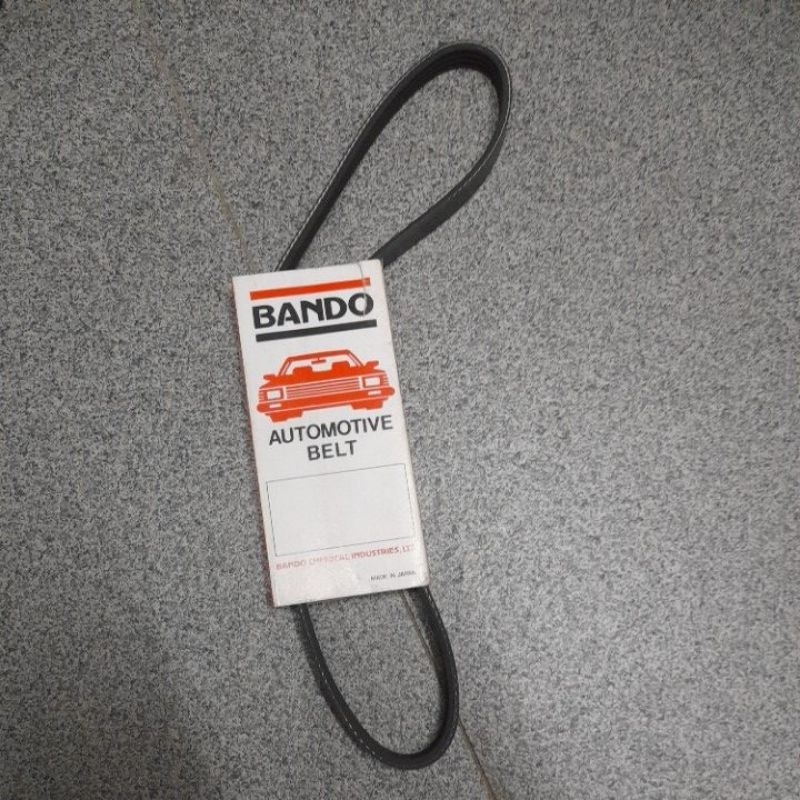 BANDO
AUTOMOTIVE
BELT
BANDO CHEMICAL INDUSTRIES, LTD.
MADE IN JAPAN